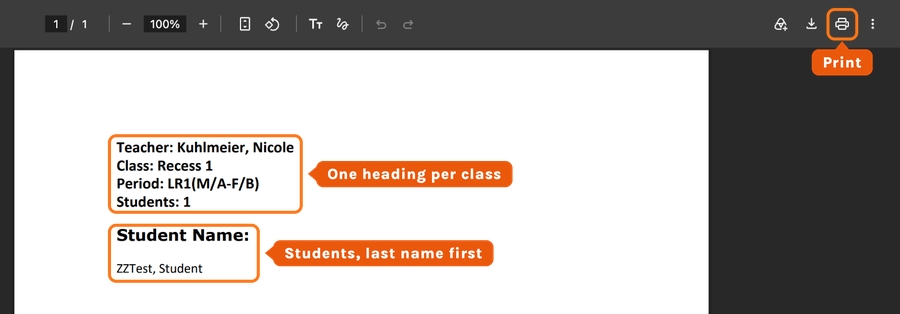 1 / 1
100%
Print
Teacher: Kuhlmeier, Nicole
Class: Recess 1
Period: LR1(M/A-F/B)
Students: 1
One heading per class
Student Name:
ZZTest, Student
Students, last name first